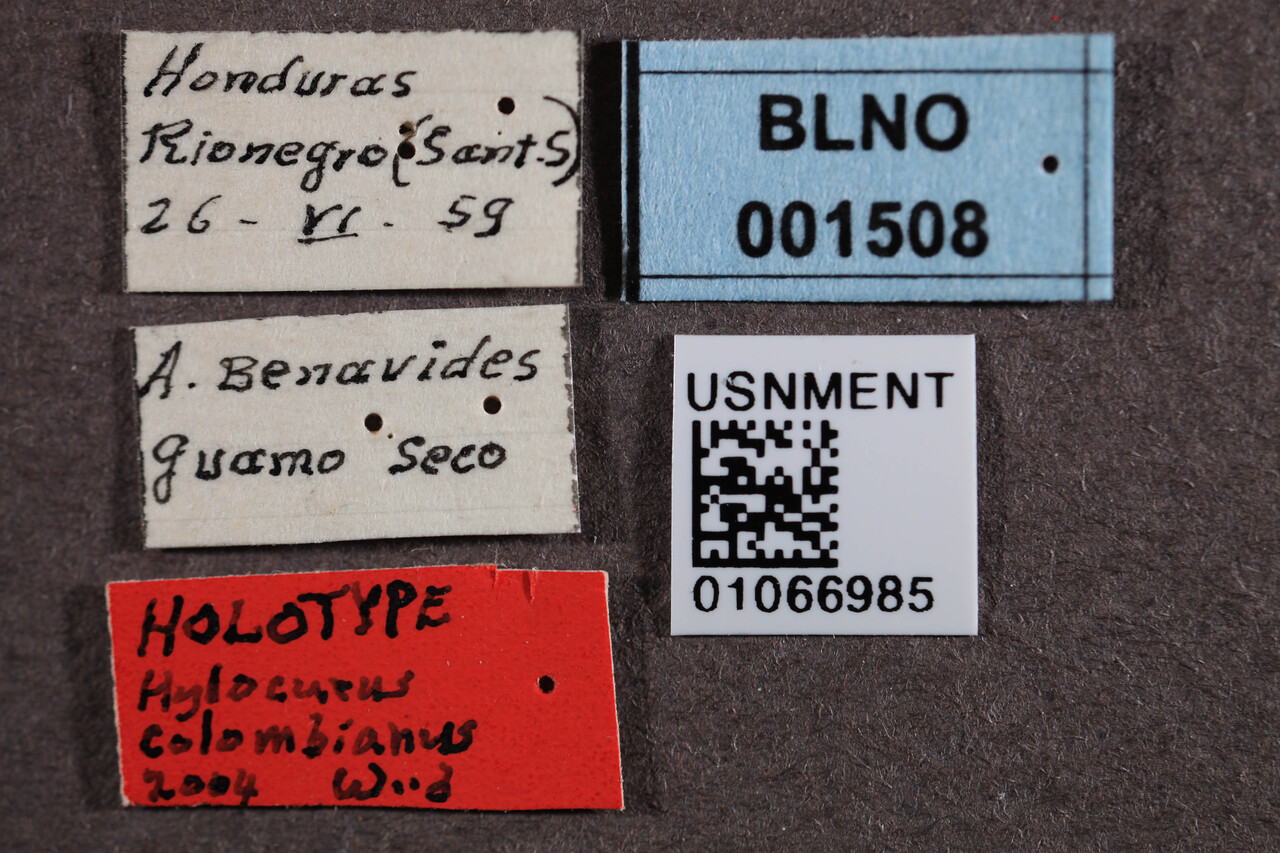 Honduras
Rionegro (Sant.S)
26 - VI - 59
A. Benavides
guamo seco
HOLOTYPE
Hylocurus
colombianus
2004 Wood
BLNO
001508
USNMENT
01066985